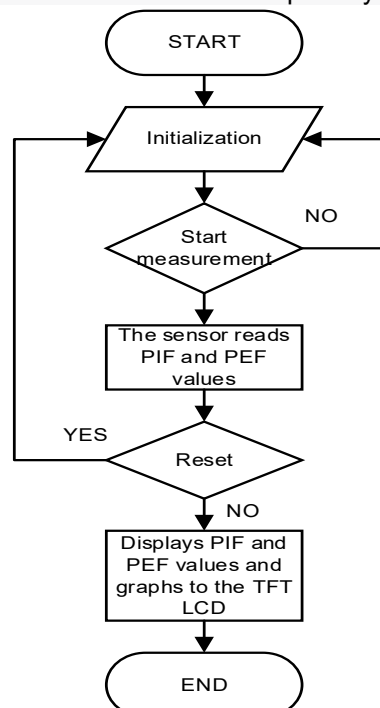 START
Initialization
NO
Start
measurement
The sensor reads
PIF and PEF
values
YES
Reset
NO
Displays PIF and
PEF values and
graphs to the TFT
LCD
END